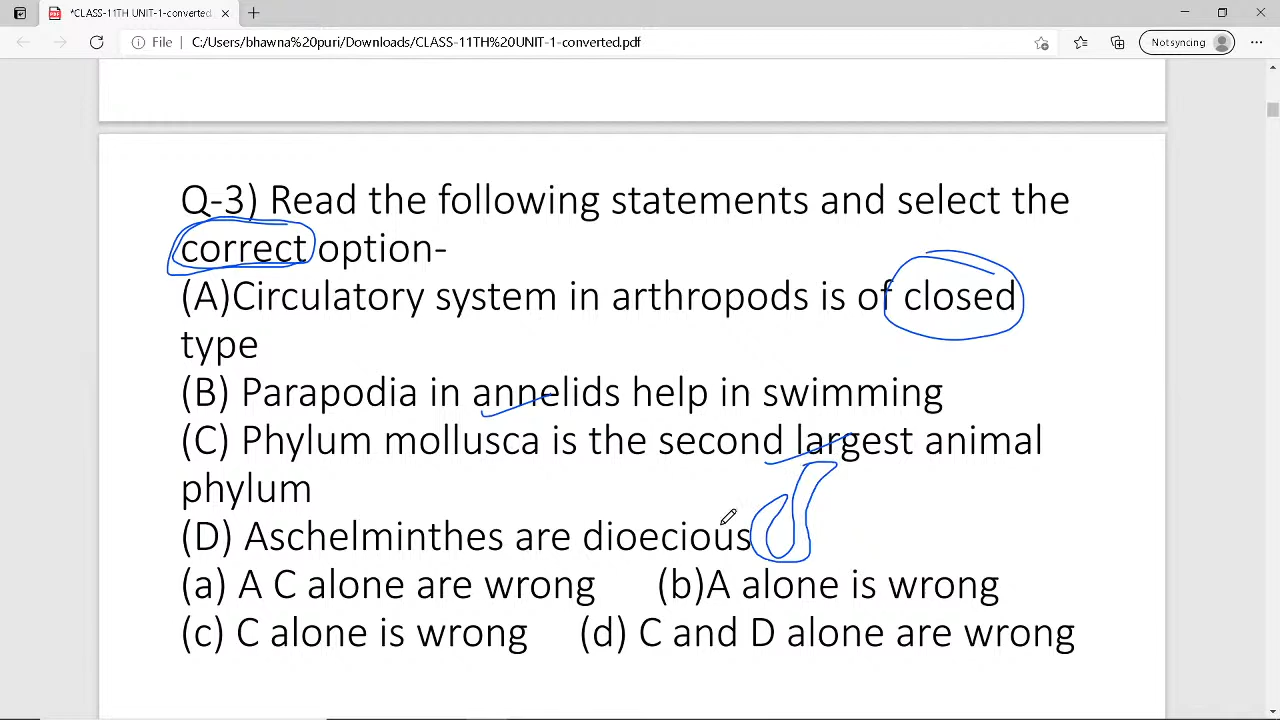 *CLASS-11TH UNIT-1-converted.
File C:/Users/bhawna%20puri/Downloads/CLASS-11TH%20UNIT-1-converted.pdf Not syncing
Q-3) Read the following statements and select the
correct option-
(A)Circulatory system in arthropods is of closed
type
(B) Parapodia in annelids help in swimming
(C) Phylum mollusca is the second largest animal
phylum
(D) Aschelminthes are dioecious
(a) A C alone are wrong (b)A alone is wrong
(c) C alone is wrong (d) C and D alone are wrong